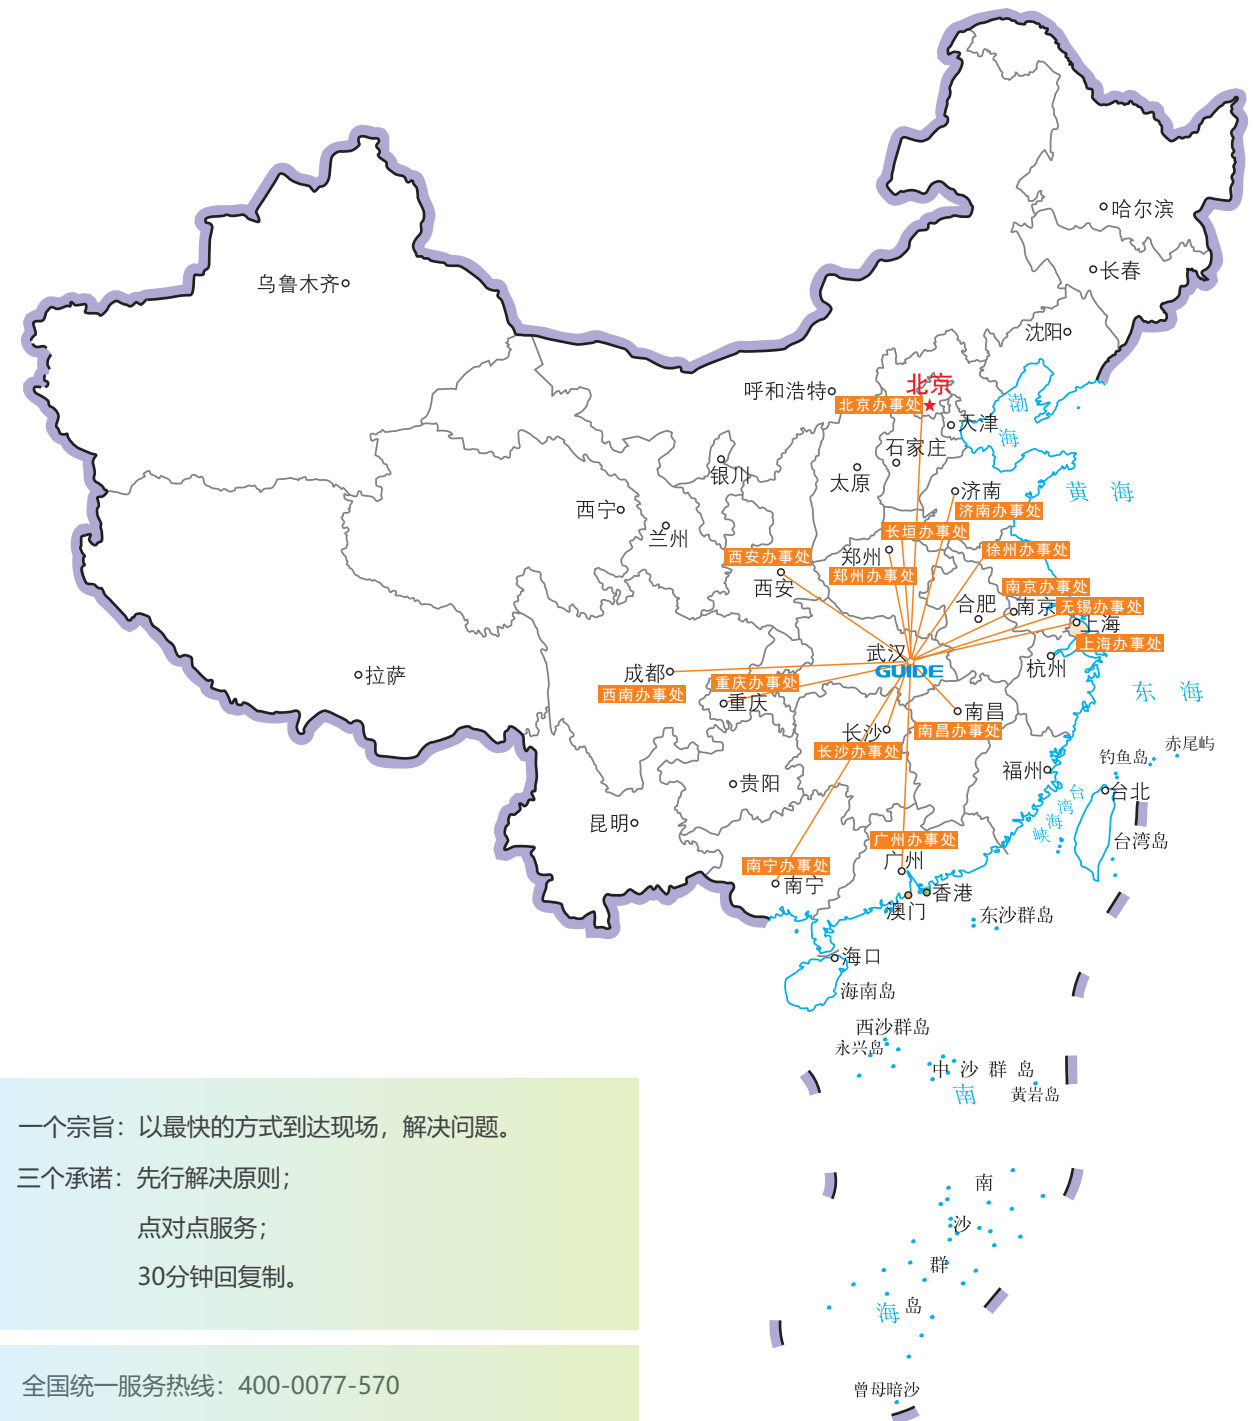 哈尔滨
长春
乌鲁木齐
沈阳
呼和浩特
北京
北京办事处
渤
海
天津
石家庄
银川
太原
济南
黄 海
济南办事处
西宁
兰州
长垣办事处
郑州
徐州办事处
西安办事处
郑州办事处
西安
南京办事处
合肥
南京
无锡办事处
上海
上海办事处
武汉
GUIDE
杭州
成都
拉萨
西南办事处
重庆办事处
重庆
东 海
南昌
南昌办事处
长沙
长沙办事处
赤尾屿
钓鱼岛
福州
贵阳
台北
台
湾
海
峡
昆明
台湾岛
广州办事处
广州
南宁办事处
南宁
香港
澳门
东沙群岛
海口
海南岛
西沙群岛
永兴岛
中沙群岛
黄岩岛
南
海
南
沙
群
岛
曾母暗沙
一个宗旨：以最快的方式到达现场，解决问题。
三个承诺：先行解决原则；
点对点服务；
30分钟回复制。
全国统一服务热线：400-0077-570